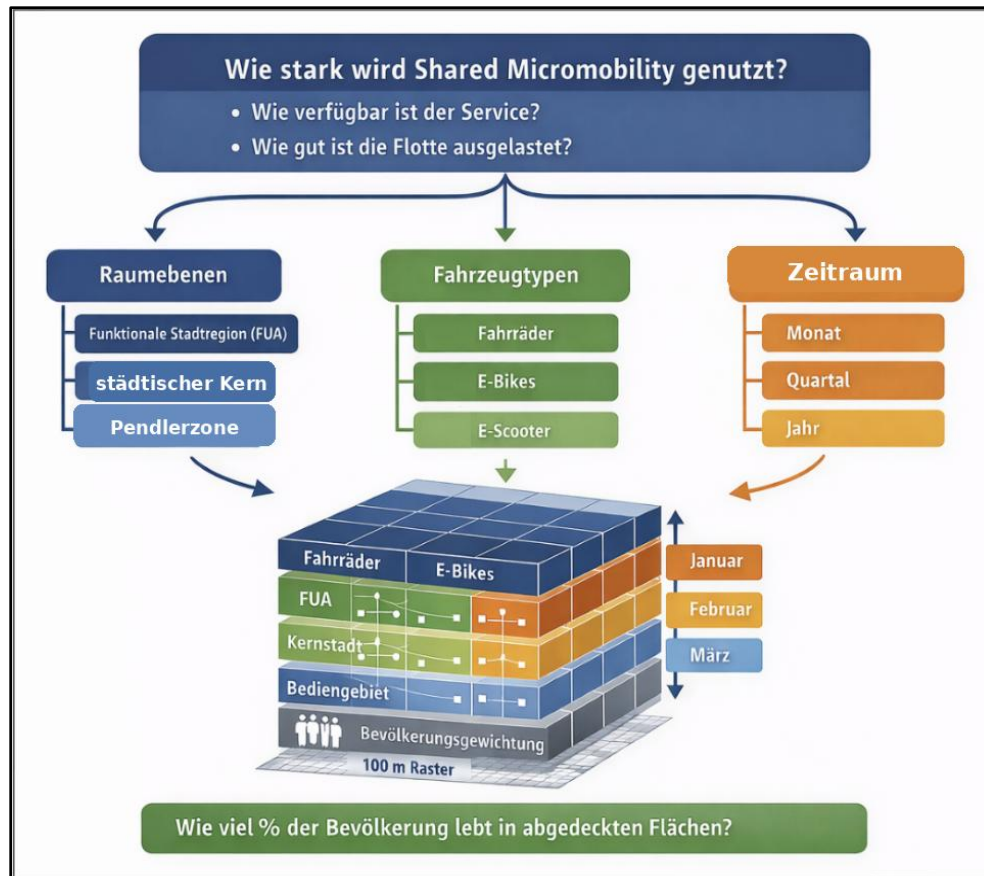 Wie stark wird Shared Micromobility genutzt?
• Wie verfügbar ist der Service?
• Wie gut ist die Flotte ausgelastet?
Raumebenen
Funktionale Stadtregion (FUA)
städtischer Kern
Pendlerzone
Fahrzeugtypen
Fahrräder
E-Bikes
E-Scooter
Zeitraum
Monat
Quartal
Jahr
Fahrräder
E-Bikes
FUA
Kernstadt
Bediengebiet
Bevölkerungsgewichtung
100 m Raster
Januar
Februar
März
Wie viel % der Bevölkerung lebt in abgedeckten Flächen?